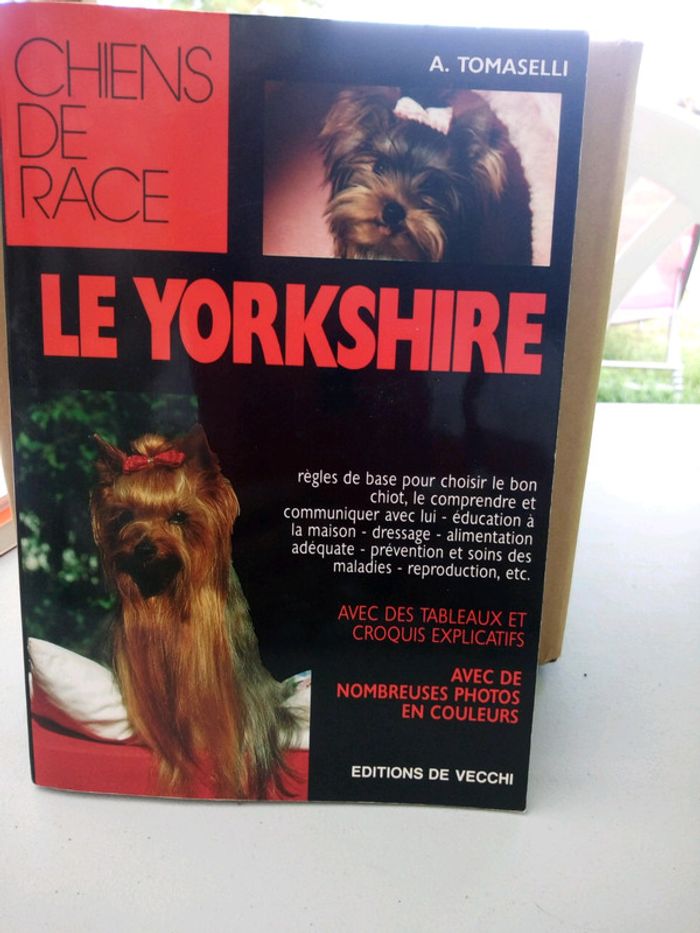 CHIENS
DE
RACE
A. TOMASELLI
LE YORKSHIRE
règles de base pour choisir le bon
chiot, le comprendre et
communiquer avec lui - éducation à
la maison - dressage - alimentation
adéquate - prévention et soins des
maladies - reproduction, etc.
AVEC DES TABLEAUX ET
CROQUIS EXPLICATIFS
AVEC DE
NOMBREUSES PHOTOS
EN COULEURS
EDITIONS DE VECCHI